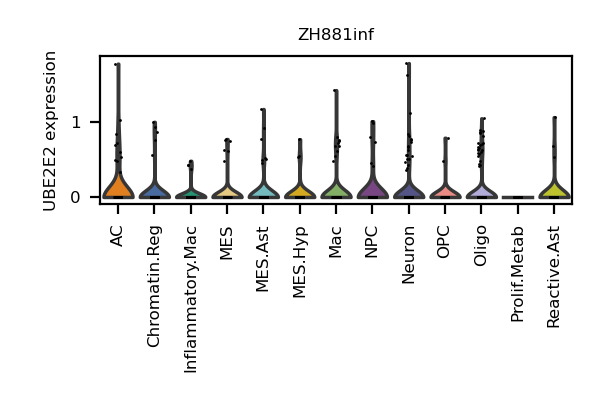 ZH881inf
UBE2E2 expression
1
0
AC
Chromatin.Reg
Inflammatory.Mac
MES
MES.Ast
MES.Hyp
Mac
NPC
Neuron
OPC
Oligo
Prolif.Metab
Reactive.Ast